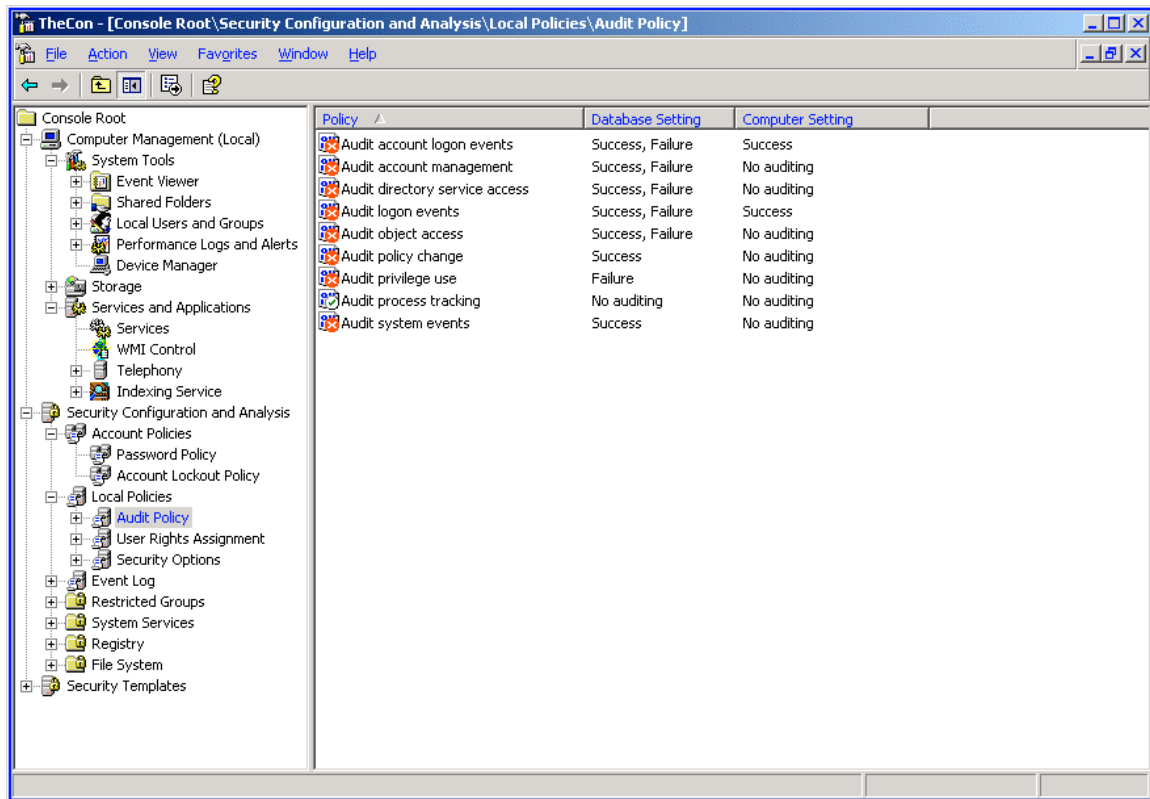 TheCon - [Console Root\Security Configuration and Analysis\Local Policies\Audit Policy]
File Action View Favorites Window Help
Console Root
Computer Management (Local)
System Tools
Event Viewer
Shared Folders
Local Users and Groups
Performance Logs and Alerts
Device Manager
Storage
Services and Applications
Services
WMI Control
Telephony
Indexing Service
Security Configuration and Analysis
Account Policies
Password Policy
Account Lockout Policy
Local Policies
Audit Policy
User Rights Assignment
Security Options
Event Log
Restricted Groups
System Services
Registry
File System
Security Templates
Policy Database Setting Computer Setting
Audit account logon events Success, Failure Success
Audit account management Success, Failure No auditing
Audit directory service access Success, Failure No auditing
Audit logon events Success, Failure Success
Audit object access Success, Failure No auditing
Audit policy change Success No auditing
Audit privilege use Failure No auditing
Audit process tracking No auditing No auditing
Audit system events Success No auditing